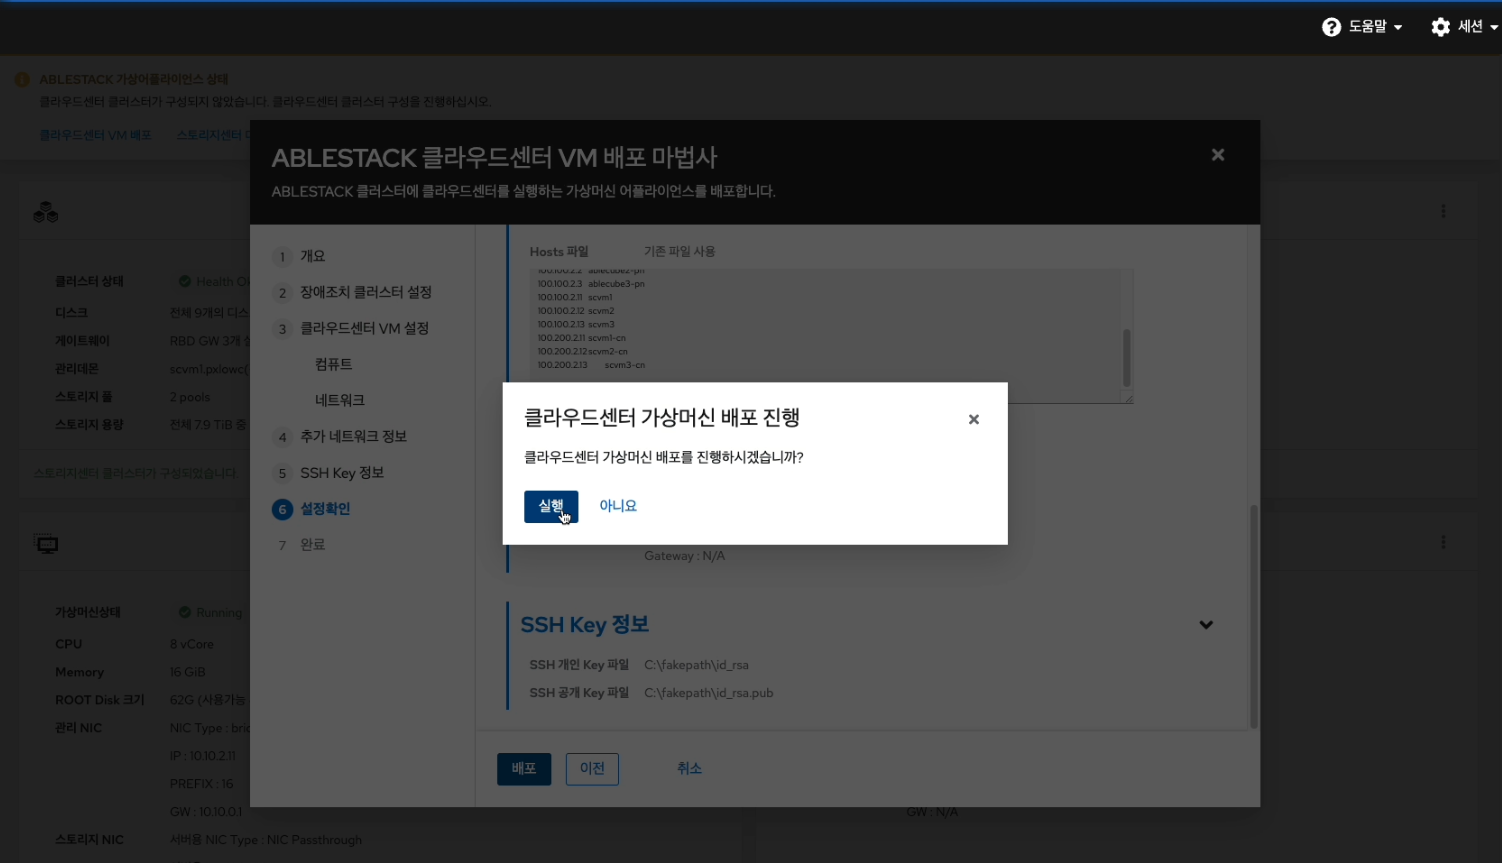 도움말
세션
ABLESTACK 가상어플라이언스 상태
클라우드센터 클러스터가 구성되지 않았습니다. 클라우드센터 클러스터 구성을 진행하십시오.
클라우드센터 VM 배포
스토리지센터
ABLESTACK 클라우드센터 VM 배포 마법사
ABLESTACK 클러스터에 클라우드센터를 실행하는 가상머신 어플라이언스를 배포합니다.
클러스터 상태 Health
디스크 전체 9개의 디스
게이트웨이 RBD GW 3개
관리데몬 scvm1.pxlowc(
스토리지 풀 2 pools
스토리지 용량 전체 7.9 TiB 중
스토리지센터 클러스터가 구성되었습니다.
가상머신상태 Running
CPU 8 vCore
Memory 16 GiB
ROOT Disk 크기 62G (사용가능
관리 NIC NIC Type : bri
IP : 10.10.2.11
PREFIX : 16
GW : 10.10.0.1
스토리지 NIC 서버용 NIC Type : NIC Passthrough
1 개요
2 장애조치 클러스터 설정
3 클라우드센터 VM 설정
컴퓨트
네트워크
4 추가 네트워크 정보
5 SSH Key 정보
6 설정확인
7 완료
Hosts 파일 기존 파일 사용
100.100.2.2 ablecube2-pn
100.100.2.3 ablecube3-pn
100.100.2.11 scvm1
100.100.2.12 scvm2
100.100.2.13 scvm3
100.200.2.11 scvm1-cn
100.200.2.12 scvm2-cn
100.200.2.13 scvm3-cn
클라우드센터 가상머신 배포 진행
클라우드센터 가상머신 배포를 진행하시겠습니까?
실행
아니요
Gateway : N/A
SSH Key 정보
SSH 개인 Key 파일 C:\fakepath\id_rsa
SSH 공개 Key 파일 C:\fakepath\id_rsa.pub
배포
이전
취소
GW : N/A